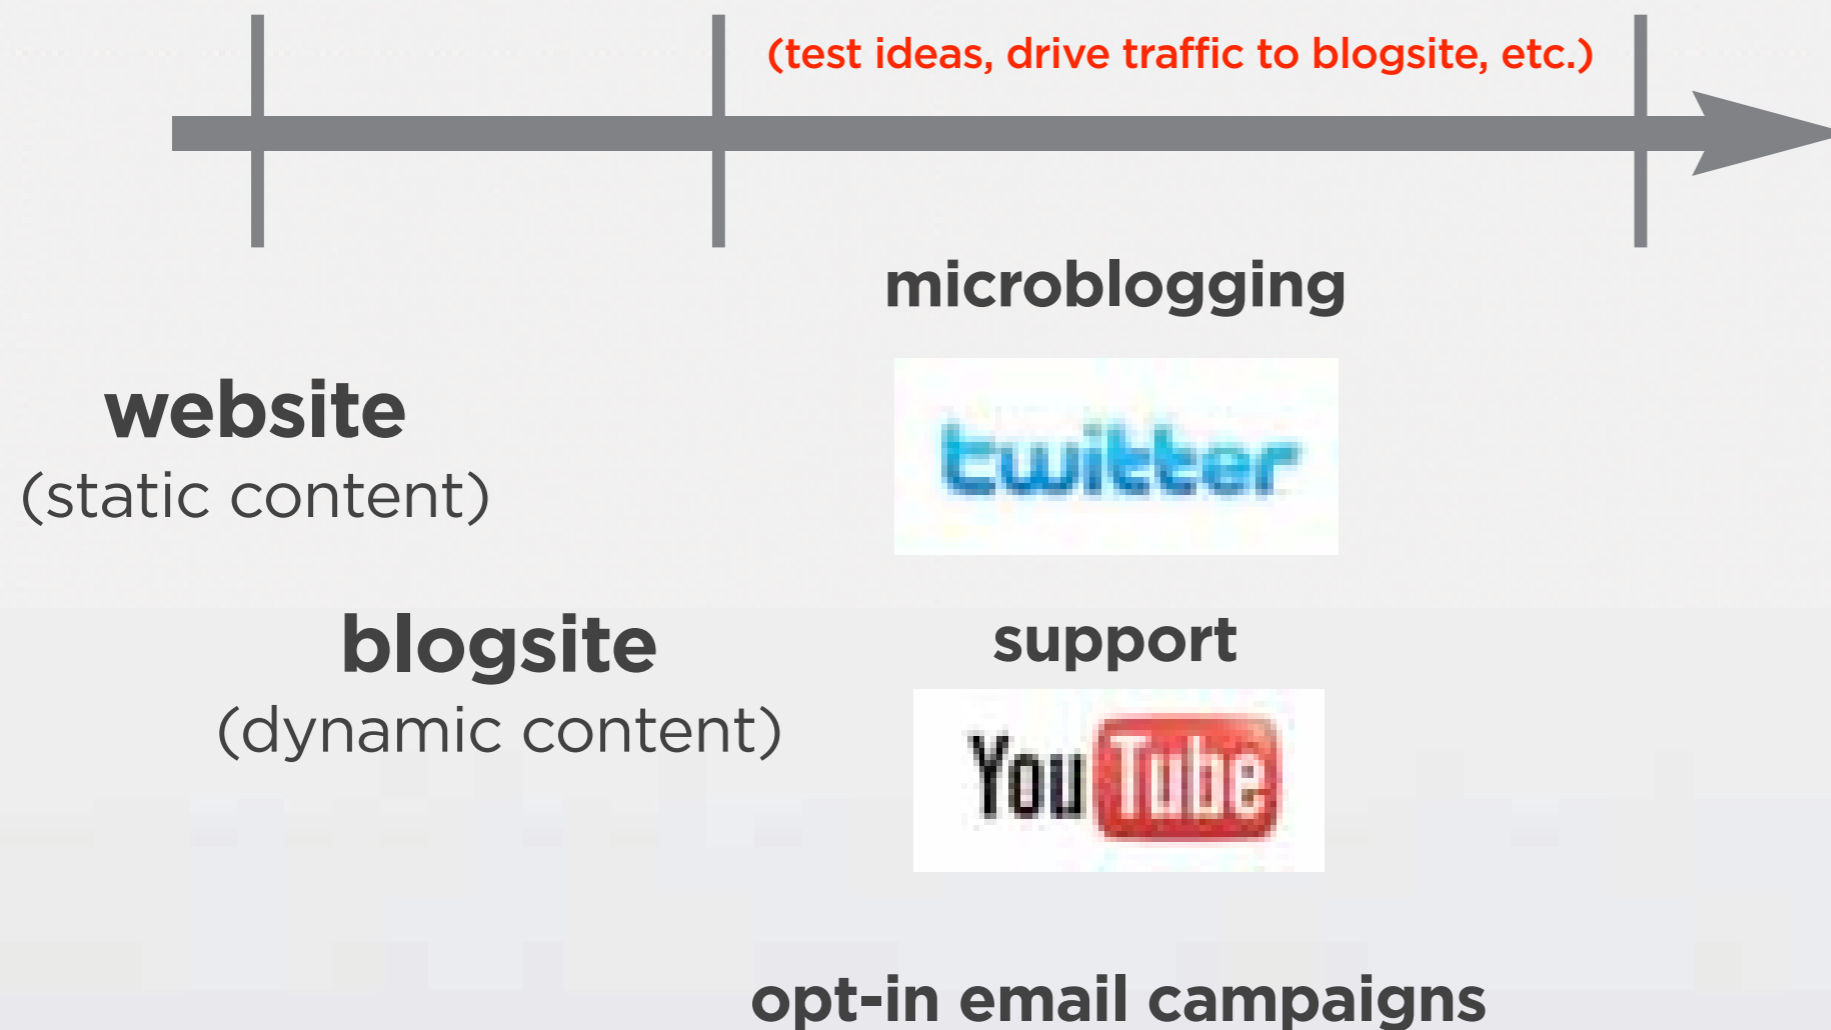 (test ideas, drive traffic to blogsite, etc.)
microblogging
twitter
website
(static content)
blogsite
(dynamic content)
support
YouTube
opt-in email campaigns